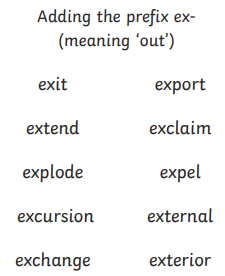 Adding the prefix ex-
(meaning ‘out’)
exit export
extend exclaim
explode expel
excursion external
exchange exterior